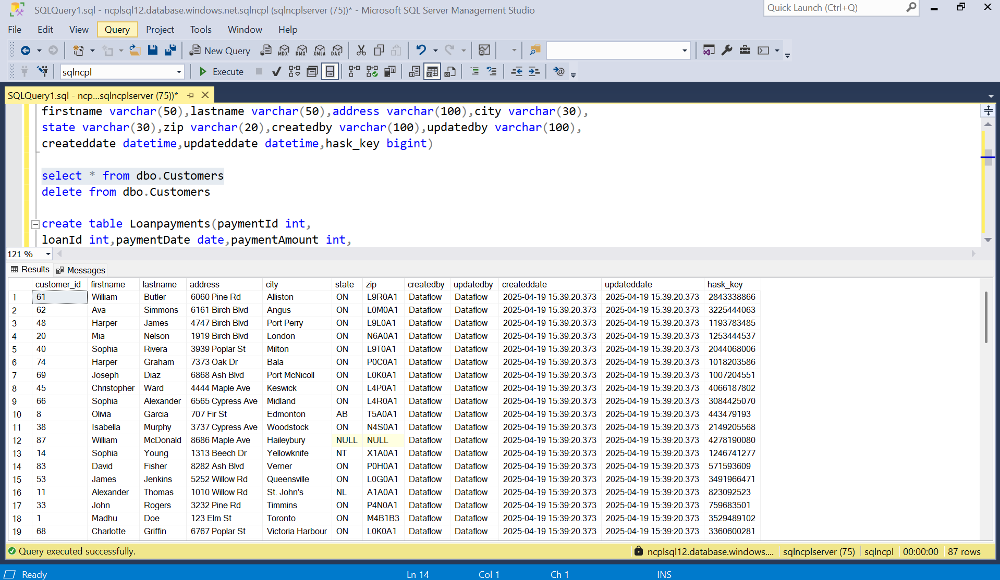 SQLQuery1.sql - ncplsql12.database.windows.net.sqlncpl (sqlncplserver (75))* - Microsoft SQL Server Management Studio
Quick Launch (Ctrl+Q)
File Edit View Query Project Tools Window Help
New Query MDX DMX XMLA DAX
sqlncpl Execute
SQLQuery1.sql - ncp...sqlncplserver (75))*
firstname varchar(50),lastname varchar(50),address varchar(100),city varchar(30),
state varchar(30),zip varchar(20),createdby varchar(100),updatedby varchar(100),
createddate datetime,updateddate datetime,hask_key bigint)
select * from dbo.Customers
delete from dbo.Customers
create table Loanpayments(paymentId int,
loanId int,paymentDate date,paymentAmount int,
121 %
Results Messages
customer_id firstname lastname address city state zip createdby updatedby createddate updateddate hask_key
1 61 William Butler 6060 Pine Rd Alliston ON L9R0A1 Dataflow Dataflow 2025-04-19 15:39:20.373 2025-04-19 15:39:20.373 2843338866
2 62 Ava Simmons 6161 Birch Blvd Angus ON L0M0A1 Dataflow Dataflow 2025-04-19 15:39:20.373 2025-04-19 15:39:20.373 3225444063
3 48 Harper James 4747 Birch Blvd Port Perry ON L9L0A1 Dataflow Dataflow 2025-04-19 15:39:20.373 2025-04-19 15:39:20.373 1193783485
4 20 Mia Nelson 1919 Birch Blvd London ON N6A0A1 Dataflow Dataflow 2025-04-19 15:39:20.373 2025-04-19 15:39:20.373 1253444537
5 40 Sophia Rivera 3939 Poplar St Milton ON L9T0A1 Dataflow Dataflow 2025-04-19 15:39:20.373 2025-04-19 15:39:20.373 2044068006
6 74 Harper Graham 7373 Oak Dr Bala ON P0C0A1 Dataflow Dataflow 2025-04-19 15:39:20.373 2025-04-19 15:39:20.373 1018203586
7 69 Joseph Diaz 6868 Ash Blvd Port McNicoll ON L0K0A1 Dataflow Dataflow 2025-04-19 15:39:20.373 2025-04-19 15:39:20.373 1007204551
8 45 Christopher Ward 4444 Maple Ave Keswick ON L4P0A1 Dataflow Dataflow 2025-04-19 15:39:20.373 2025-04-19 15:39:20.373 4066187802
9 66 Sophia Alexander 6565 Cypress Ave Midland ON L4R0A1 Dataflow Dataflow 2025-04-19 15:39:20.373 2025-04-19 15:39:20.373 3084425070
10 8 Olivia Garcia 707 Fir St Edmonton AB T5A0A1 Dataflow Dataflow 2025-04-19 15:39:20.373 2025-04-19 15:39:20.373 443479193
11 38 Isabella Murphy 3737 Cypress Ave Woodstock ON N4S0A1 Dataflow Dataflow 2025-04-19 15:39:20.373 2025-04-19 15:39:20.373 2149205568
12 87 William McDonald 8686 Maple Ave Haileybury NULL NULL Dataflow Dataflow 2025-04-19 15:39:20.373 2025-04-19 15:39:20.373 4278190080
13 14 Sophia Young 1313 Beech Dr Yellowknife NT X1A0A1 Dataflow Dataflow 2025-04-19 15:39:20.373 2025-04-19 15:39:20.373 1246741277
14 83 David Fisher 8282 Ash Blvd Verner ON P0H0A1 Dataflow Dataflow 2025-04-19 15:39:20.373 2025-04-19 15:39:20.373 571593609
15 53 James Jenkins 5252 Willow Rd Queensville ON L0G0A1 Dataflow Dataflow 2025-04-19 15:39:20.373 2025-04-19 15:39:20.373 3491966471
16 11 Alexander Thomas 1010 Willow Rd St. John's NL A1A0A1 Dataflow Dataflow 2025-04-19 15:39:20.373 2025-04-19 15:39:20.373 823092523
17 33 John Rogers 3232 Pine Rd Timmins ON P4N0A1 Dataflow Dataflow 2025-04-19 15:39:20.373 2025-04-19 15:39:20.373 759683501
18 1 Madhu Doe 123 Elm St Toronto ON M4B1B3 Dataflow Dataflow 2025-04-19 15:39:20.373 2025-04-19 15:39:20.373 3529489102
19 68 Charlotte Griffin 6767 Poplar St Victoria Harbour ON L0K0A1 Dataflow Dataflow 2025-04-19 15:39:20.373 2025-04-19 15:39:20.373 3360600281
Query executed successfully. ncplsql12.database.windows.... sqlncplserver (75) sqlncpl 00:00:00 87 rows
Ready Ln 14 Col 1 Ch 1 INS